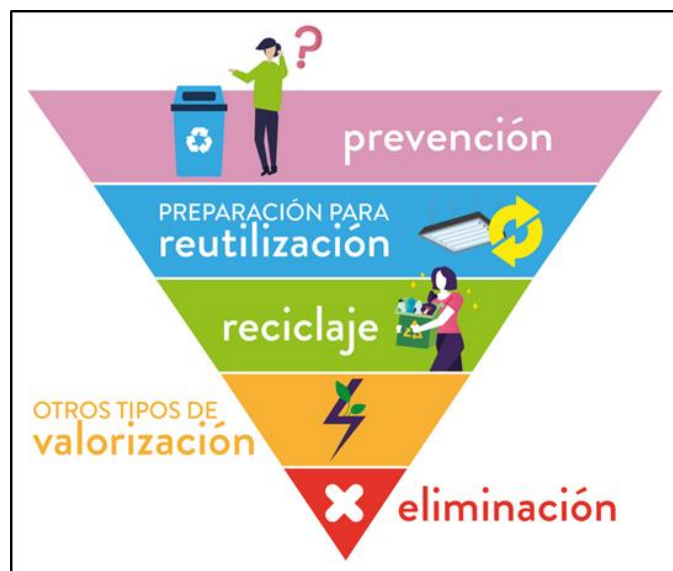 ?
prevención
PREPARACIÓN PARA
reutilización
reciclaje
OTROS TIPOS DE
valorización
eliminación